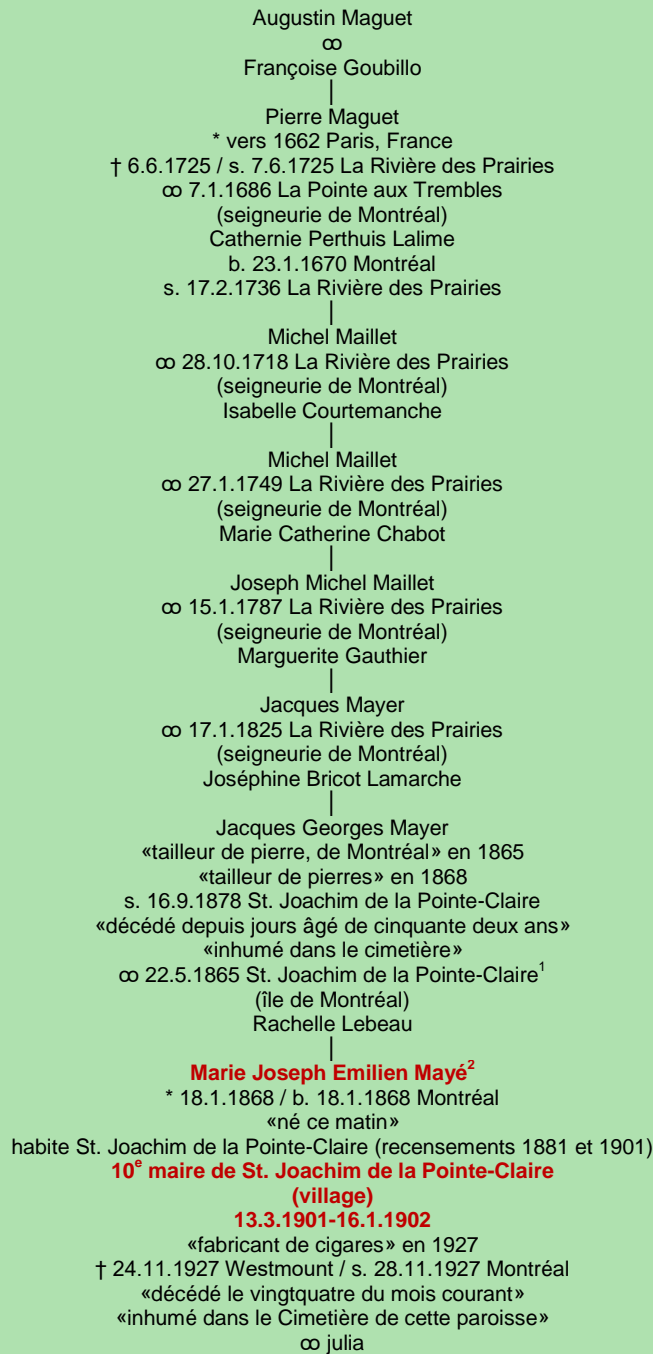 Augustin Maguet
ꝏ
Françoise Goubillo
|
Pierre Maguet
* vers 1662 Paris, France
† 6.6.1725 / s. 7.6.1725 La Rivière des Prairies
ꝏ 7.1.1686 La Pointe aux Trembles
(seigneurie de Montréal)
Cathernie Perthuis Lalime
b. 23.1.1670 Montréal
s. 17.2.1736 La Rivière des Prairies
|
Michel Maillet
ꝏ 28.10.1718 La Rivière des Prairies
(seigneurie de Montréal)
Isabelle Courtemanche
|
Michel Maillet
ꝏ 27.1.1749 La Rivière des Prairies
(seigneurie de Montréal)
Marie Catherine Chabot
|
Joseph Michel Maillet
ꝏ 15.1.1787 La Rivière des Prairies
(seigneurie de Montréal)
Marguerite Gauthier
|
Jacques Mayer
ꝏ 17.1.1825 La Rivière des Prairies
(seigneurie de Montréal)
Joséphine Bricot Lamarche
|
Jacques Georges Mayer
«tailleur de pierre, de Montréal» en 1865
«tailleur de pierres» en 1868
s. 16.9.1878 St. Joachim de la Pointe-Claire
«décédé depuis jours âgé de cinquante deux ans»
«inhumé dans le cimetière»
ꝏ 22.5.1865 St. Joachim de la Pointe-Claire¹
(île de Montréal)
Rachelle Lebeau
|
Marie Joseph Emilien Mayé²
* 18.1.1868 / b. 18.1.1868 Montréal
«né ce matin»
habite St. Joachim de la Pointe-Claire (recensements 1881 et 1901)
10ᵉ maire de St. Joachim de la Pointe-Claire
(village)
13.3.1901-16.1.1902
«fabricant de cigares» en 1927
† 24.11.1927 Westmount / s. 28.11.1927 Montréal
«décédé le vingtquatre du mois courant»
«inhumé dans le Cimetière de cette paroisse»
ꝏ julia